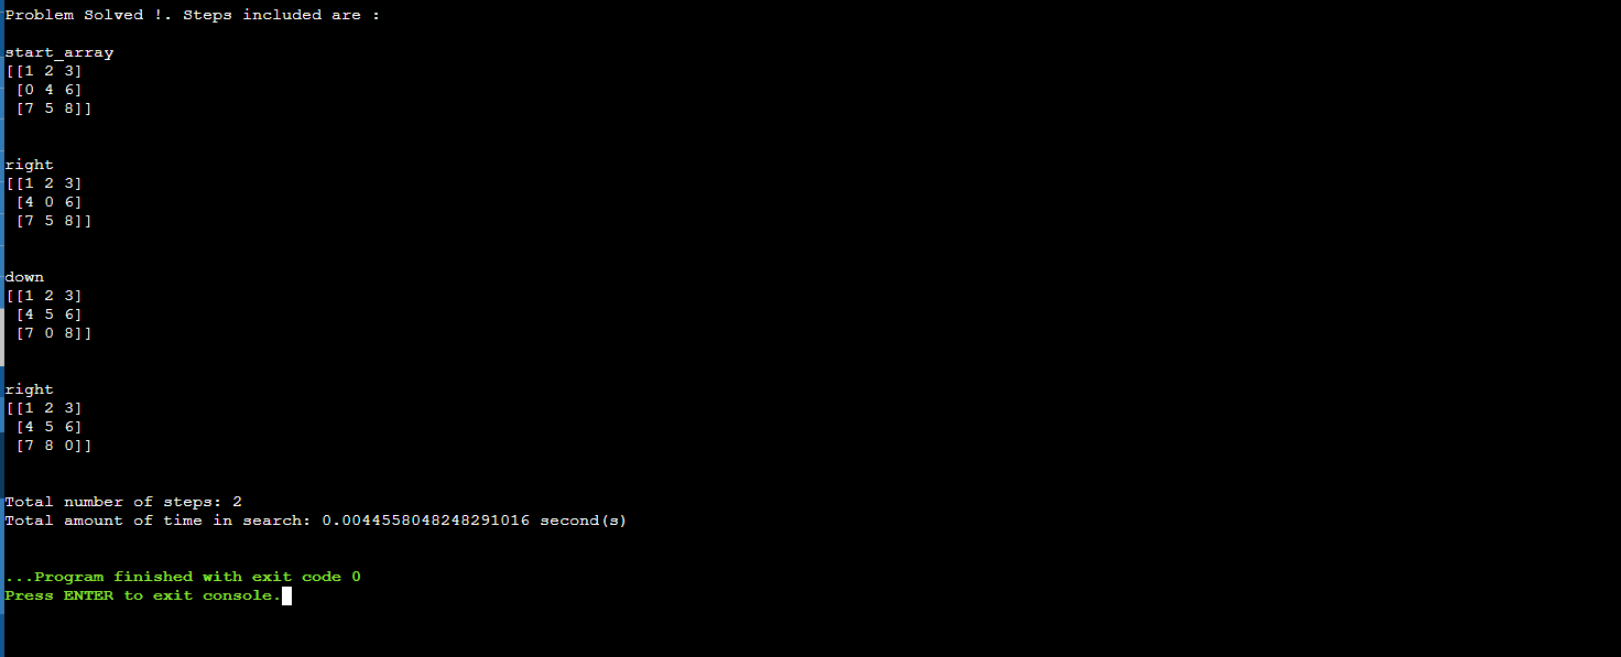 Problem Solved !. Steps included are :
start_array
[[1 2 3]
[0 4 6]
[7 5 8]]
right
[[1 2 3]
[4 0 6]
[7 5 8]]
down
[[1 2 3]
[4 5 6]
[7 0 8]]
right
[[1 2 3]
[4 5 6]
[7 8 0]]
Total number of steps: 2
Total amount of time in search: 0.0044558048248291016 second(s)
...Program finished with exit code 0
Press ENTER to exit console.